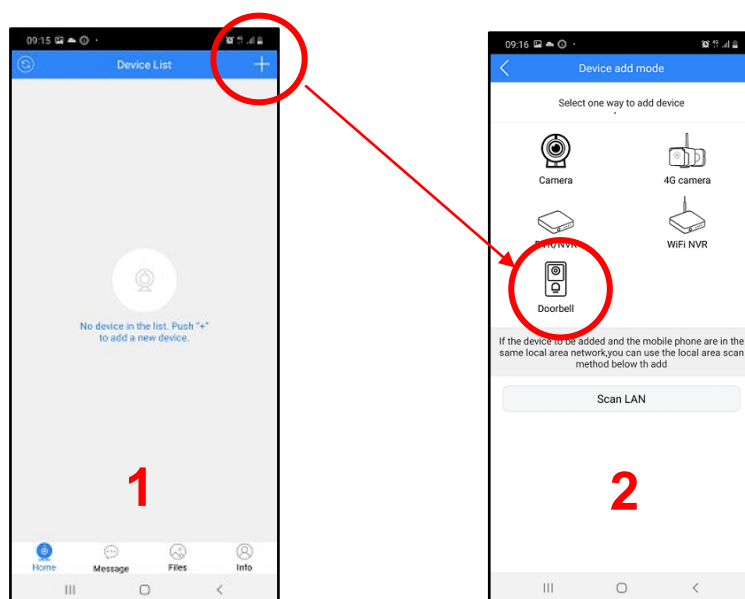 09:15
Device List
No device in the list. Push "+"
to add a new device.
1
Home
Message
Files
Info
09:16
Device add mode
Select one way to add device
Camera
4G camera
DVR/NVR
WiFi NVR
Doorbell
If the device to be added and the mobile phone are in the
same local area network,you can use the local area scan
method below th add
Scan LAN
2